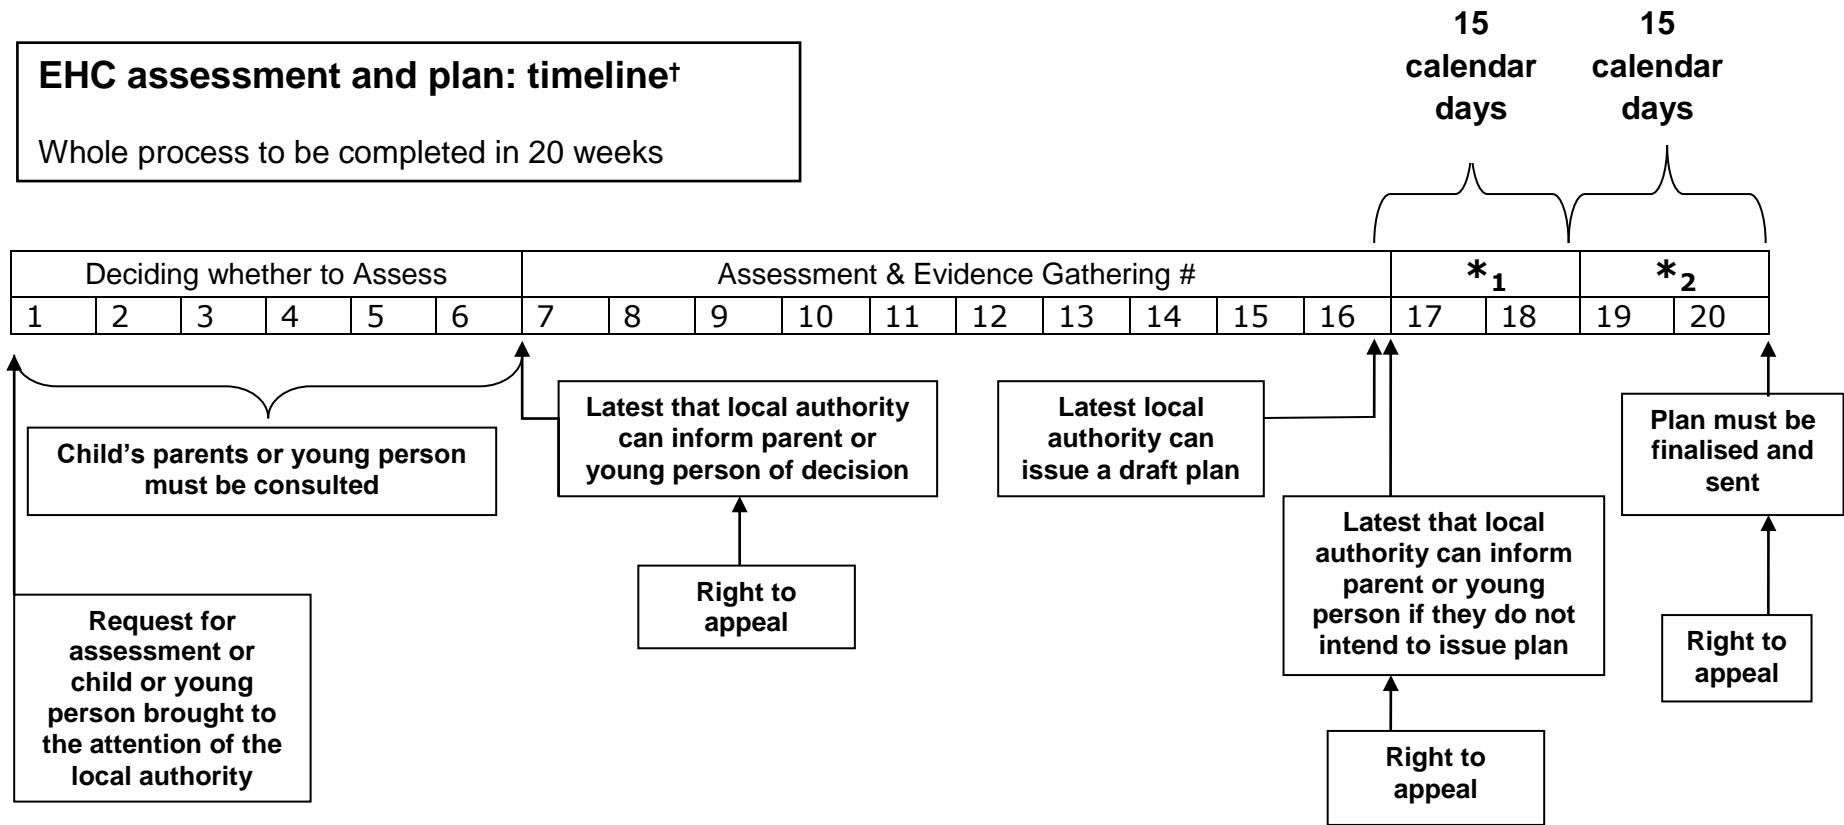 15
calendar
days
15
calendar
days
EHC assessment and plan: timeline†
Whole process to be completed in 20 weeks
Deciding whether to Assess
Assessment & Evidence Gathering #
*1
*2
1 2 3 4 5 6 7 8 9 10 11 12 13 14 15 16 17 18 19 20
Child’s parents or young person
must be consulted
Latest that local authority
can inform parent or
young person of decision
Latest local
authority can
issue a draft plan
Plan must be
finalised and
sent
Request for
assessment or
child or young
person brought to
the attention of the
local authority
Right to
appeal
Latest that local
authority can inform
parent or young
person if they do not
intend to issue plan
Right to
appeal
Right to
appeal